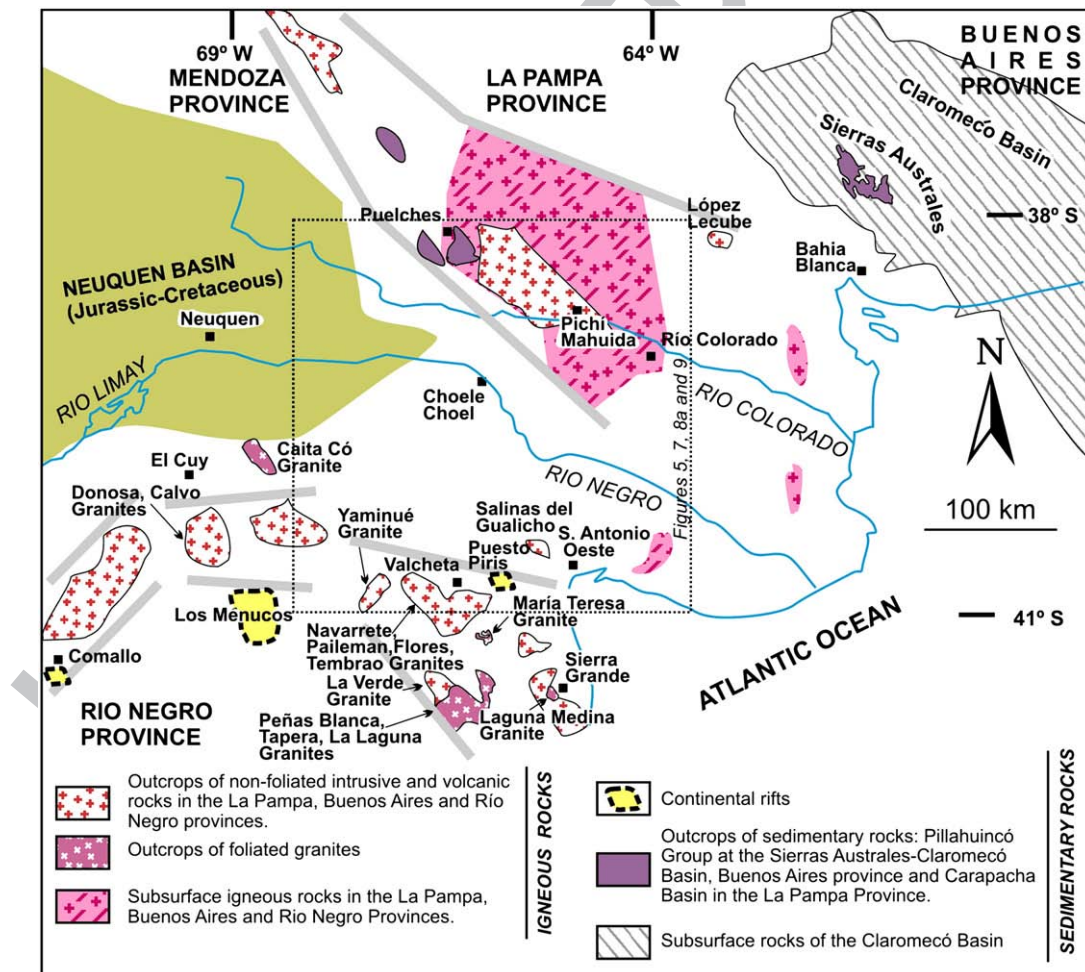 69º W
64º W
MENDOZA
PROVINCE
LA PAMPA
PROVINCE
BUENOS
AIRES
PROVINCE
Claromecó Basin
Sierras Australes
38º S
López
Lecube
Puelches
Bahia
Blanca
NEUQUEN BASIN
(Jurassic-Cretaceous)
Neuquen
Pichi
Mahuida
Río Colorado
N
RIO LIMAY
Choele
Choel
RIO COLORADO
Figures 5, 7, 8a and 9
El Cuy
Caita Có
Granite
RIO NEGRO
100 km
Donosa, Calvo
Granites
Yaminué
Granite
Salinas del
Gualicho
S. Antonio
Oeste
Puesto
Piris
Valcheta
María Teresa
Granite
Los Ménucos
41º S
Navarrete,
Paileman,Flores,
Tembrao Granites
ATLANTIC OCEAN
Comallo
Sierra
Grande
La Verde
Granite
Laguna Medina
Granite
RIO NEGRO
PROVINCE
Peñas Blanca,
Tapera, La Laguna
Granites
Outcrops of non-foliated intrusive and volcanic
rocks in the La Pampa, Buenos Aires and Río
Negro provinces.
Outcrops of foliated granites
Subsurface igneous rocks in the La Pampa,
Buenos Aires and Rio Negro Provinces.
IGNEOUS ROCKS
Continental rifts
Outcrops of sedimentary rocks: Pillahuincó
Group at the Sierras Australes-Claromecó
Basin, Buenos Aires province and Carapacha
Basin in the La Pampa Province.
Subsurface rocks of the Claromecó Basin
SEDIMENTARY ROCKS